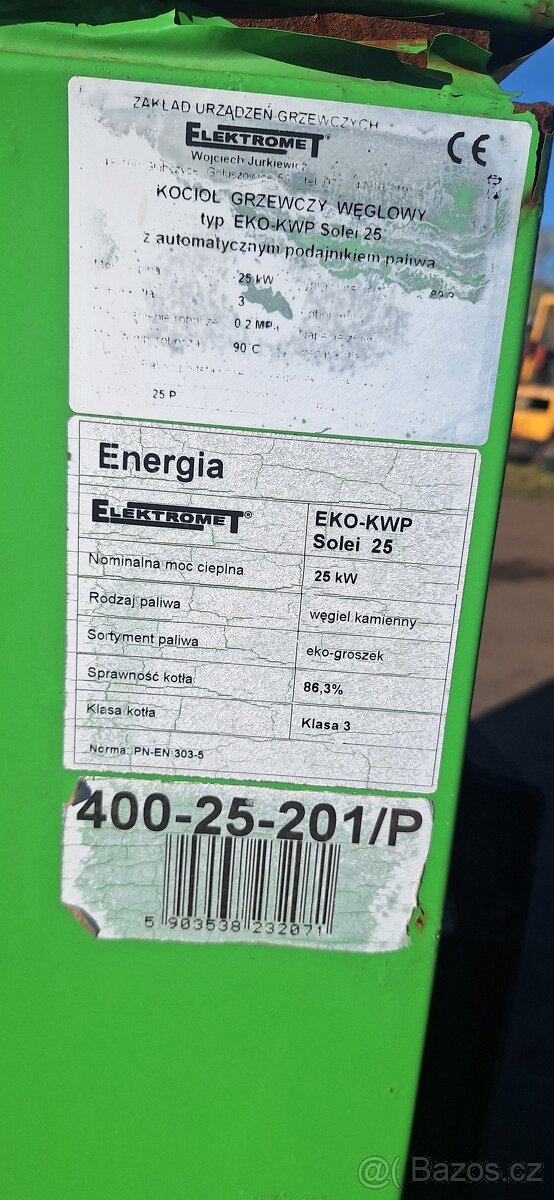 ZAKŁAD URZĄDZEŃ GRZEWCZYCH
ELEKTROMET
Wojciech Jurkiewicz
CE
KOCIOŁ GRZEWCZY WĘGLOWY
typ EKO-KWP Solei 25
z automatycznym podajnikiem paliwa
25 kW
3
0.2 MPa
90 C
25 P
Energia
ELEKTROMET®
EKO-KWP
Solei 25
Nominalna moc cieplna 25 kW
Rodzaj paliwa węgiel kamienny
Sortyment paliwa eko-groszek
Sprawność kotła 86,3%
Klasa kotła Klasa 3
Norma: PN-EN 303-5
400-25-201/P
5 903538 232071
@ Bazos.cz